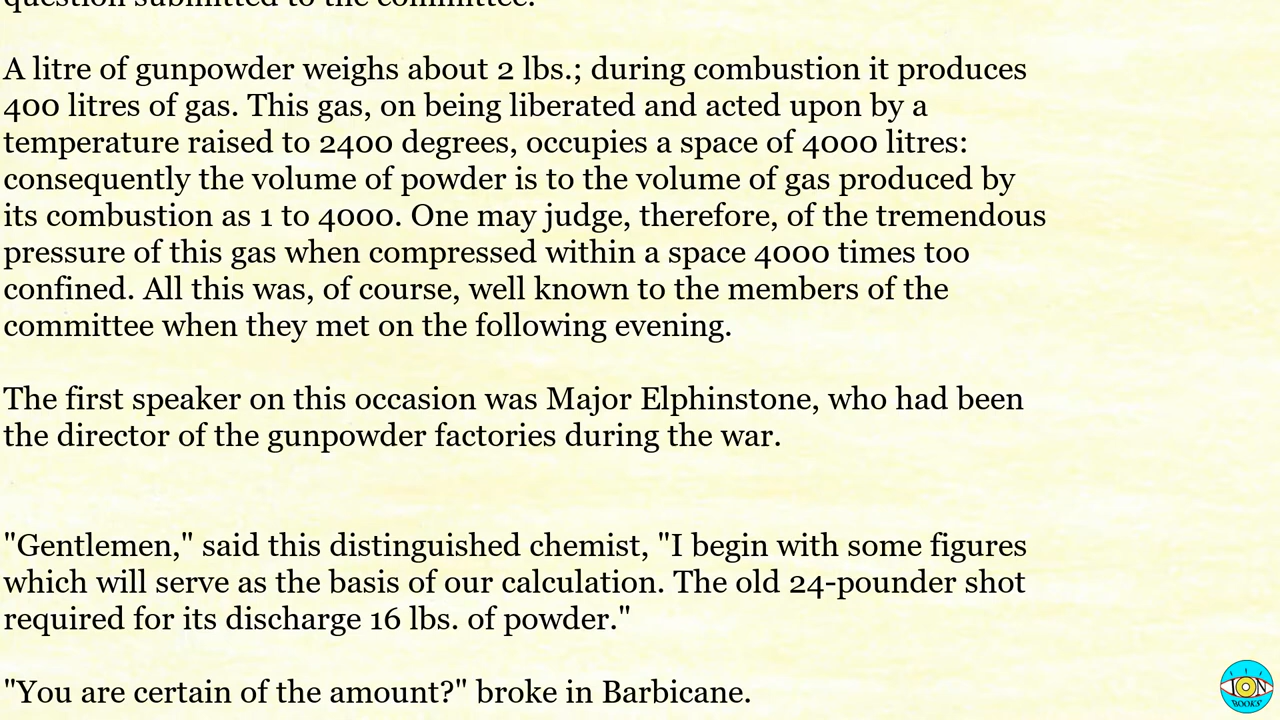 question submitted to the committee.
A litre of gunpowder weighs about 2 lbs.; during combustion it produces
400 litres of gas. This gas, on being liberated and acted upon by a
temperature raised to 2400 degrees, occupies a space of 4000 litres:
consequently the volume of powder is to the volume of gas produced by
its combustion as 1 to 4000. One may judge, therefore, of the tremendous
pressure of this gas when compressed within a space 4000 times too
confined. All this was, of course, well known to the members of the
committee when they met on the following evening.
The first speaker on this occasion was Major Elphinstone, who had been
the director of the gunpowder factories during the war.
"Gentlemen," said this distinguished chemist, "I begin with some figures
which will serve as the basis of our calculation. The old 24-pounder shot
required for its discharge 16 lbs. of powder."
"You are certain of the amount?" broke in Barbicane.
ION
BOOKS